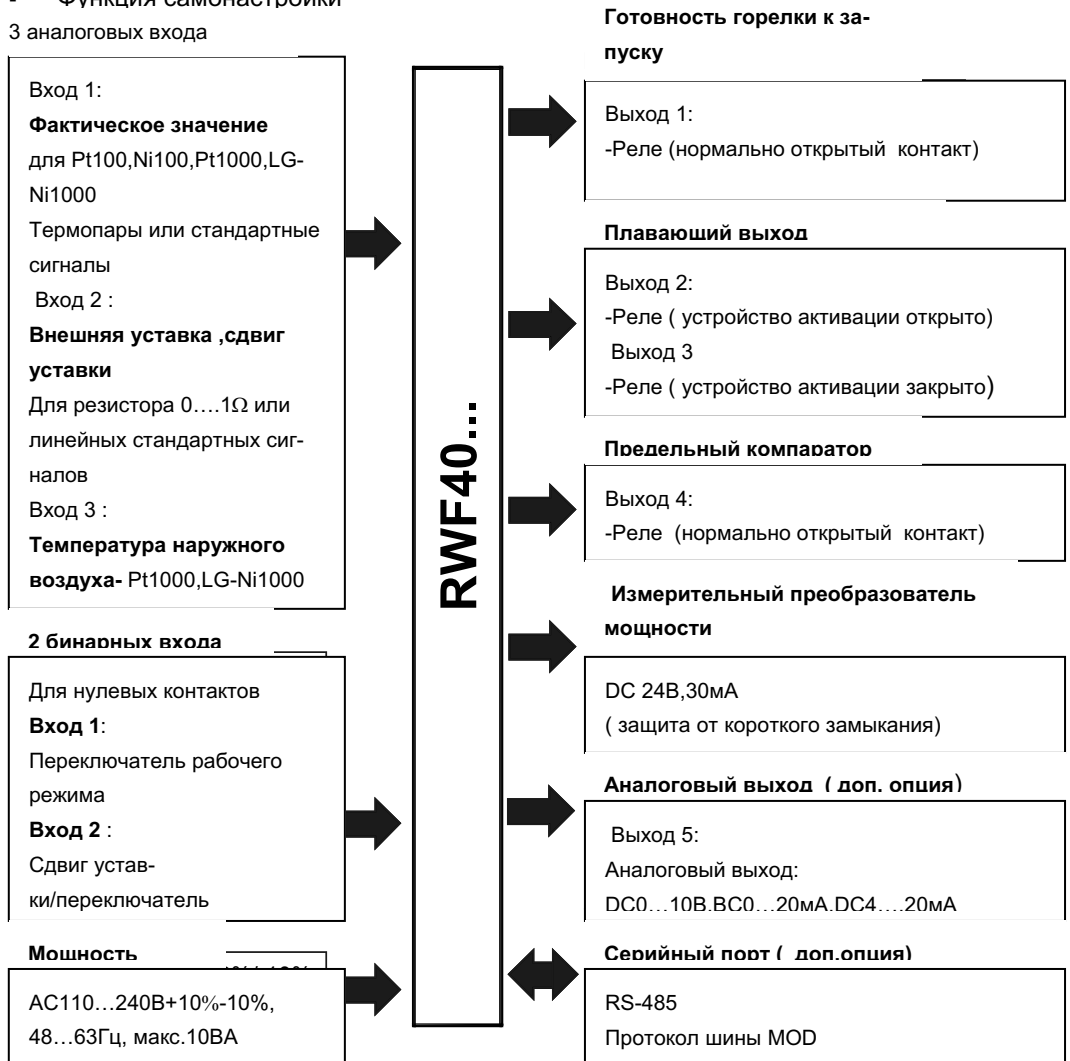 - Функция самонастройки
3 аналоговых входа
Вход 1:
Фактическое значение
для Pt100,Ni100,Pt1000,LG-
Ni1000
Термопары или стандартные
сигналы
Вход 2 :
Внешняя уставка ,сдвиг
уставки
Для резистора 0….1Ω или
линейных стандартных сиг-
налов
Вход 3 :
Температура наружного
воздуха- Pt1000,LG-Ni1000
2 бинарных входа
Для нулевых контактов
Вход 1:
Переключатель рабочего
режима
Вход 2 :
Сдвиг устав-
ки/переключатель
Мощность
AC110…240В+10%-10%,
48…63Гц, макс.10ВА
RWF40...
Готовность горелки к за-
пуску
Выход 1:
-Реле (нормально открытый контакт)
Плавающий выход
Выход 2:
-Реле ( устройство активации открыто)
Выход 3
-Реле ( устройство активации закрыто)
Предельный компаратор
Выход 4:
-Реле (нормально открытый контакт)
Измерительный преобразователь
мощности
DC 24В,30мА
( защита от короткого замыкания)
Аналоговый выход ( доп. опция)
Выход 5:
Аналоговый выход:
DC0…10В,ВС0…20мА,DC4….20мА
Серийный порт ( доп.опция)
RS-485
Протокол шины MOD